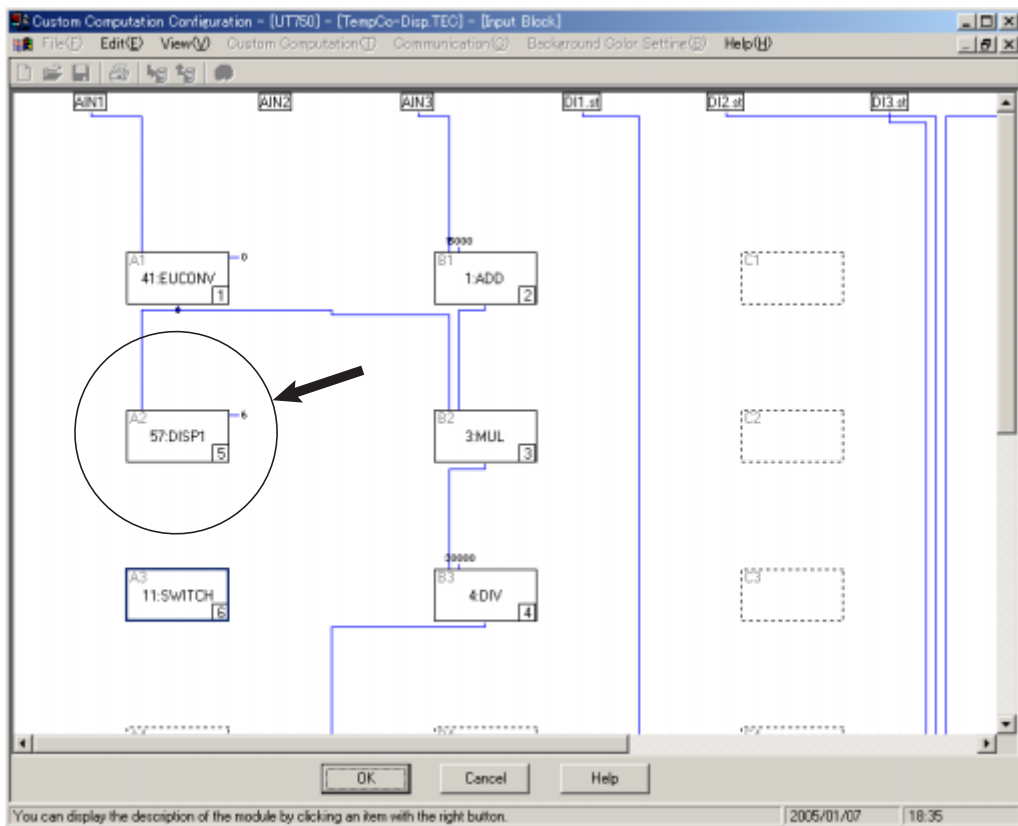 Custom Computation Configuration - [UT750] - [TempCo-Disp.TEC] - [Input Block]
File(F) Edit(E) View(V) Custom Computation(T) Communication(C) Background Color Setting(B) Help(H)
AIN1 AIN2 AIN3 DI1.st DI2.st DI3.st
A1 0
41:EUCONV
1
B1
1:ADD
2
C1
A2 6
57:DISP1
5
B2
3:MUL
3
C2
A3
11:SWITCH
6
B3
4:DIV
4
C3
OK Cancel Help
You can display the description of the module by clicking an item with the right button. 2005/01/07 18:35